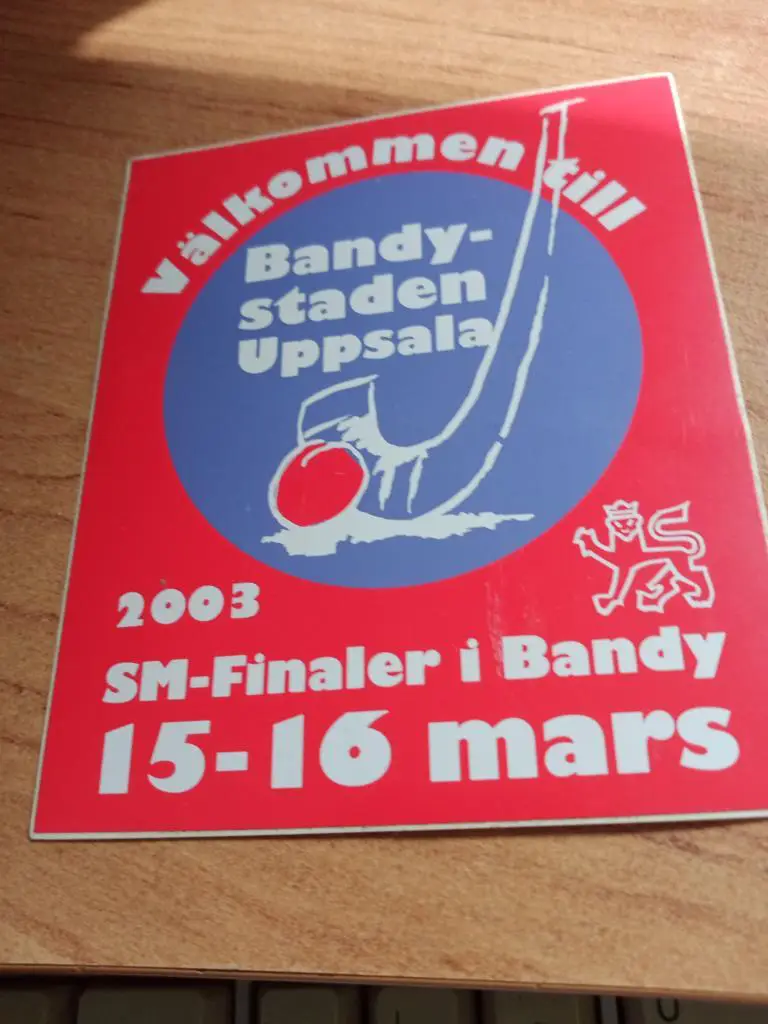 Välkommen till
Bandy-
staden
Uppsala
2003
SM-Finaler i Bandy
15-16 mars